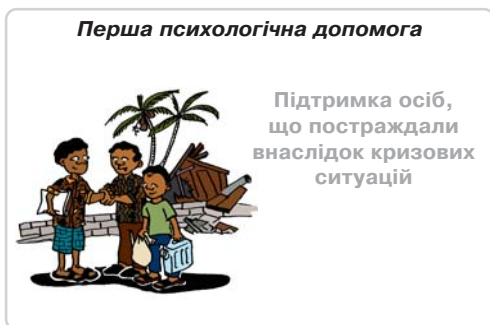 Перша психологічна допомога
Підтримка осіб,
що постраждали
внаслідок кризових
ситуацій